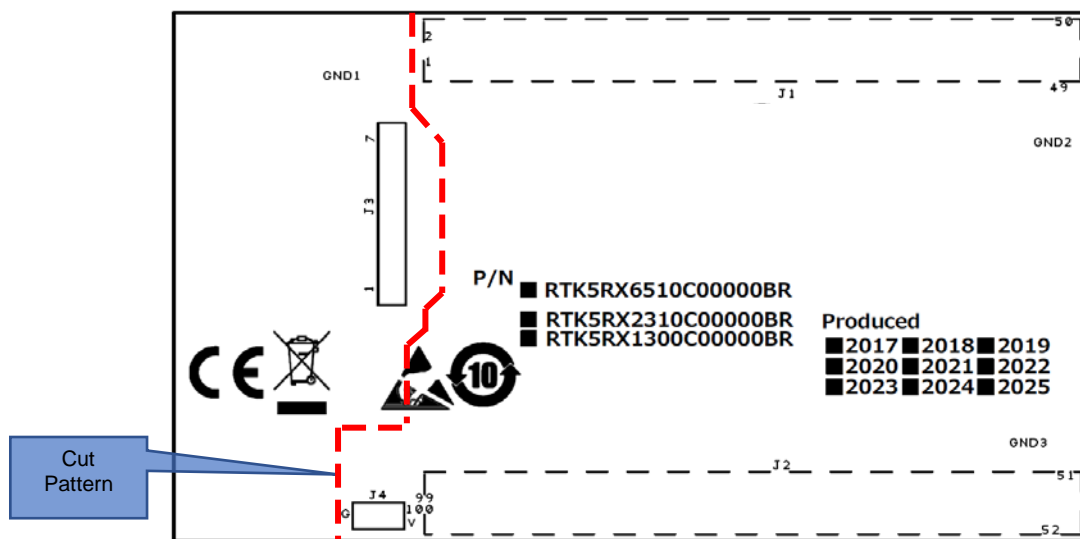 50
2
1
GND1
49
J1
7
GND2
J3
1
P/N
RTK5RX6510C00000BR
RTK5RX2310C00000BR
RTK5RX1300C00000BR
Produced
2017 2018 2019
2020 2021 2022
2023 2024 2025
CE
10
GND3
Cut
Pattern
J2
51
J4
99
100
G
V
52